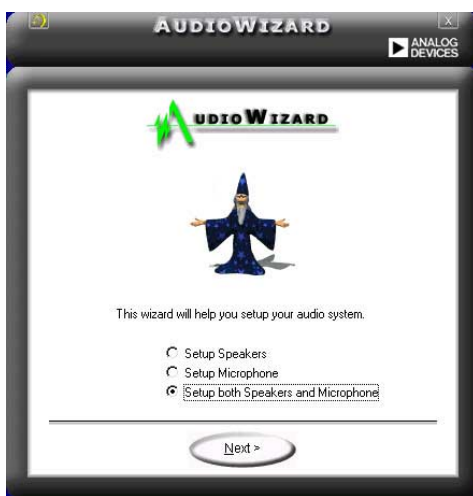 AUDIOWIZARD
ANALOG
DEVICES
AUDIOWIZARD
This wizard will help you setup your audio system.
Setup Speakers
Setup Microphone
Setup both Speakers and Microphone
Next >